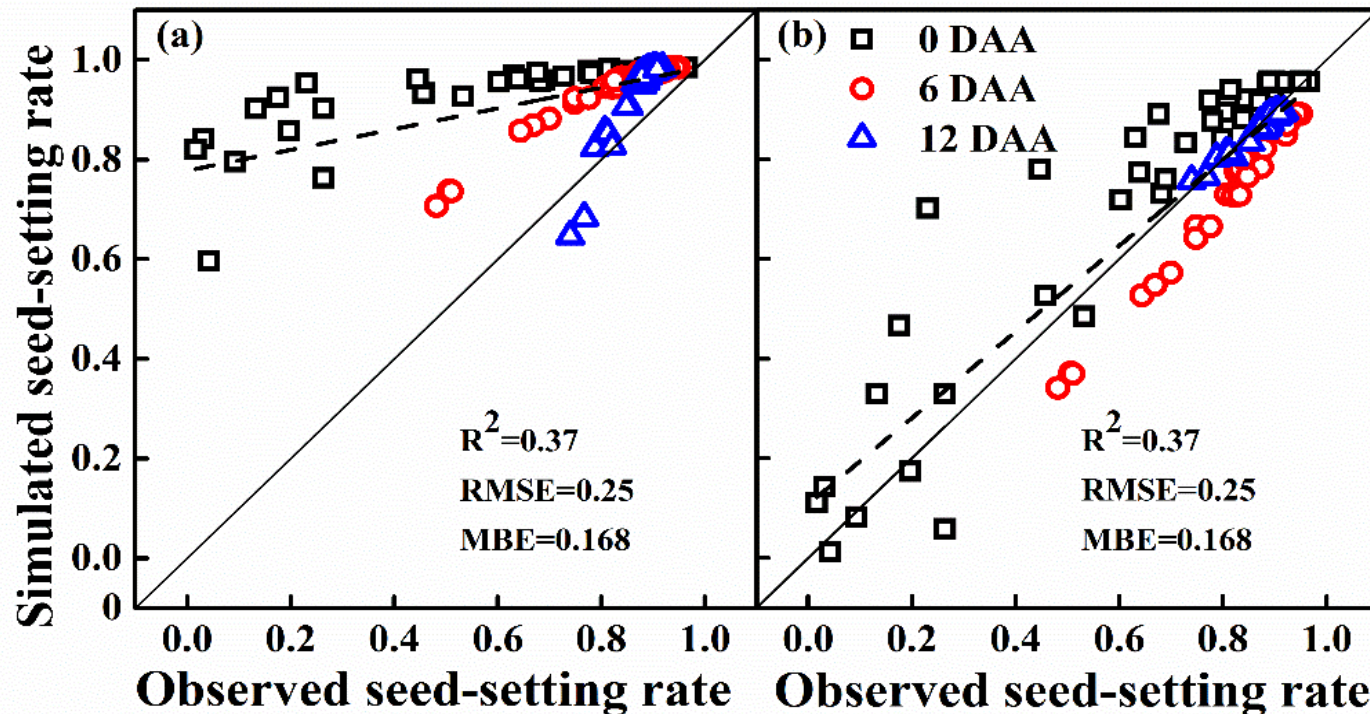 Simulated seed-setting rate
(a)
1.0
0.8
0.6
0.4
0.2
0.0
0
R²=0.37
RMSE=0.25
MBE=0.168
0.0 0.2 0.4 0.6 0.8 1.0
Observed seed-setting rate
(b)
0 DAA
6 DAA
12 DAA
R²=0.37
RMSE=0.25
MBE=0.168
0.0 0.2 0.4 0.6 0.8 1.0
Observed seed-setting rate